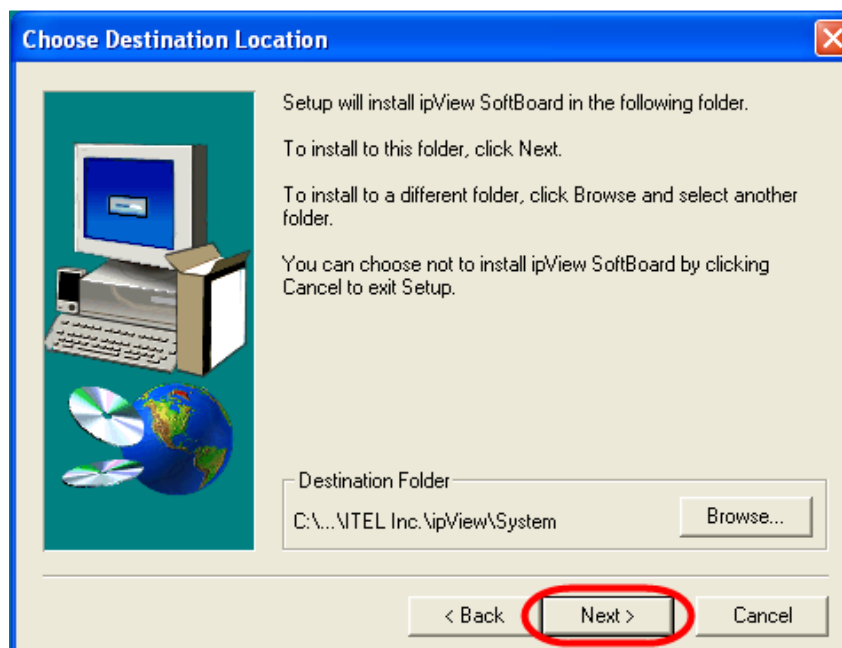 Choose Destination Location
Setup will install ipView SoftBoard in the following folder.
To install to this folder, click Next.
To install to a different folder, click Browse and select another
folder.
You can choose not to install ipView SoftBoard by clicking
Cancel to exit Setup.
Destination Folder
C:\...\ITEL Inc.\ipView\System
Browse...
< Back
Next >
Cancel